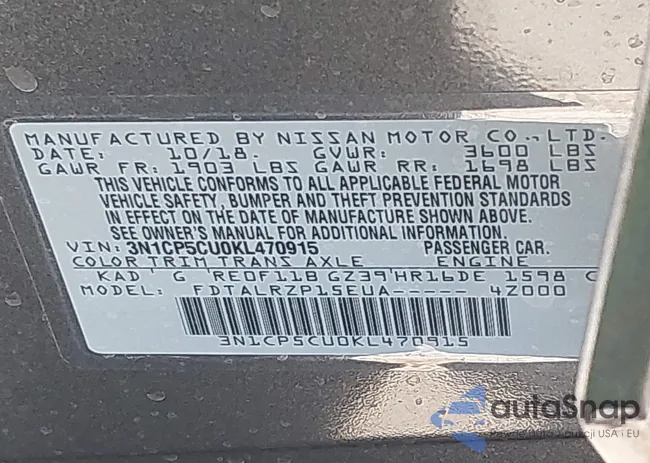 MANUFACTURED BY NISSAN MOTOR CO., LTD.
DATE: 10/18. GVWR: 3600 LBS
GAWR FR: 1903 LBS GAWR RR: 1698 LBS
THIS VEHICLE CONFORMS TO ALL APPLICABLE FEDERAL MOTOR
VEHICLE SAFETY, BUMPER AND THEFT PREVENTION STANDARDS
IN EFFECT ON THE DATE OF MANUFACTURE SHOWN ABOVE.
SEE OWNER'S MANUAL FOR ADDITIONAL INFORMATION.
VIN: 3N1CP5CU0KL470915 PASSENGER CAR.
COLOR TRIM TRANS AXLE ENGINE
KAD G RE0F11B GZ39 HR16DE 1598 C
MODEL: FDTALRZP15EUA----- 4Z000
3N1CP5CU0KL470915
autoSnap
Aukcji USA i EU